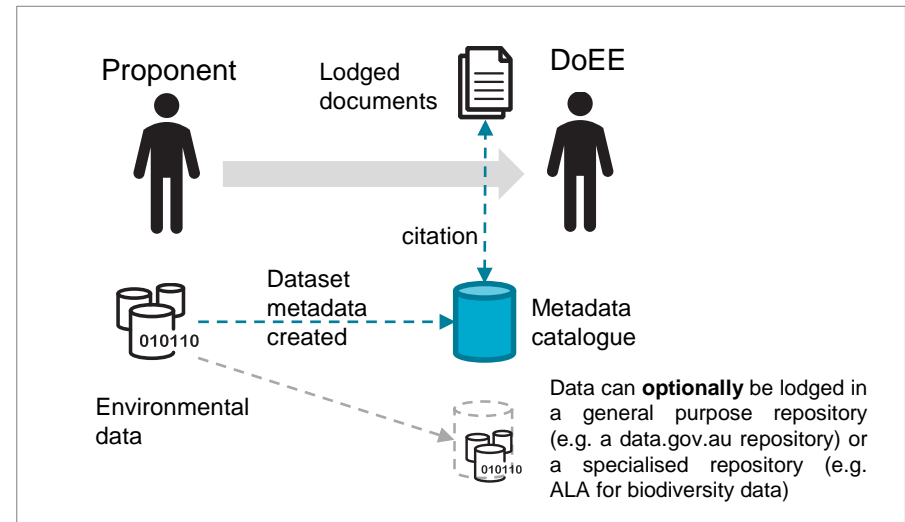 Proponent
Lodged
documents
DoEE
citation
Dataset
metadata
created
010110
Metadata
catalogue
Environmental
data
010110
Data can optionally be lodged in
a general purpose repository
(e.g. a data.gov.au repository) or
a specialised repository (e.g.
ALA for biodiversity data)